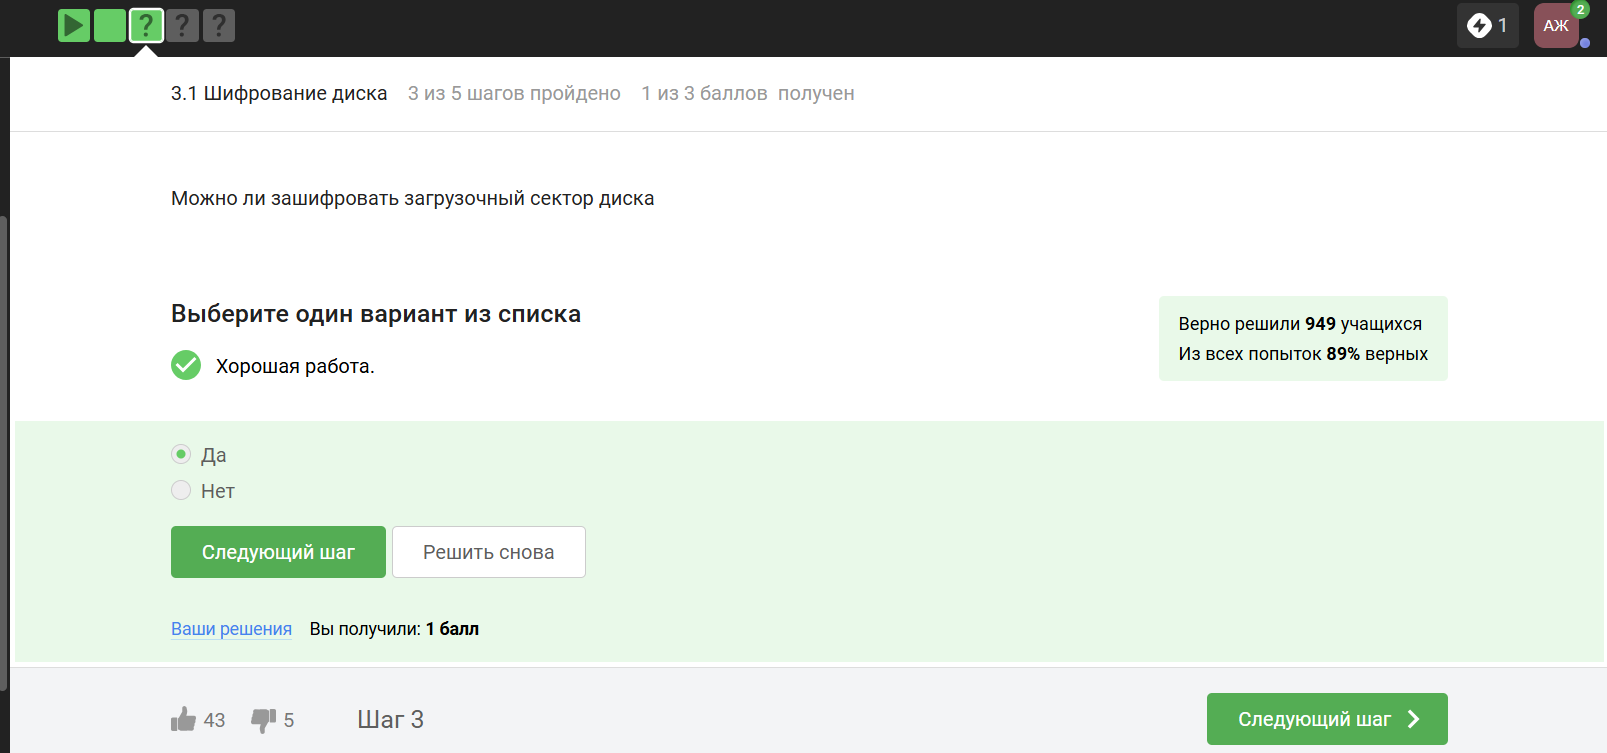 ? ? ?
1
АЖ
2
3.1 Шифрование диска 3 из 5 шагов пройдено 1 из 3 баллов получен
Можно ли зашифровать загрузочный сектор диска
Выберите один вариант из списка
Хорошая работа.
Верно решили 949 учащихся
Из всех попыток 89% верных
Да
Нет
Следующий шаг Решить снова
Ваши решения Вы получили: 1 балл
43 5 Шаг 3 Следующий шаг